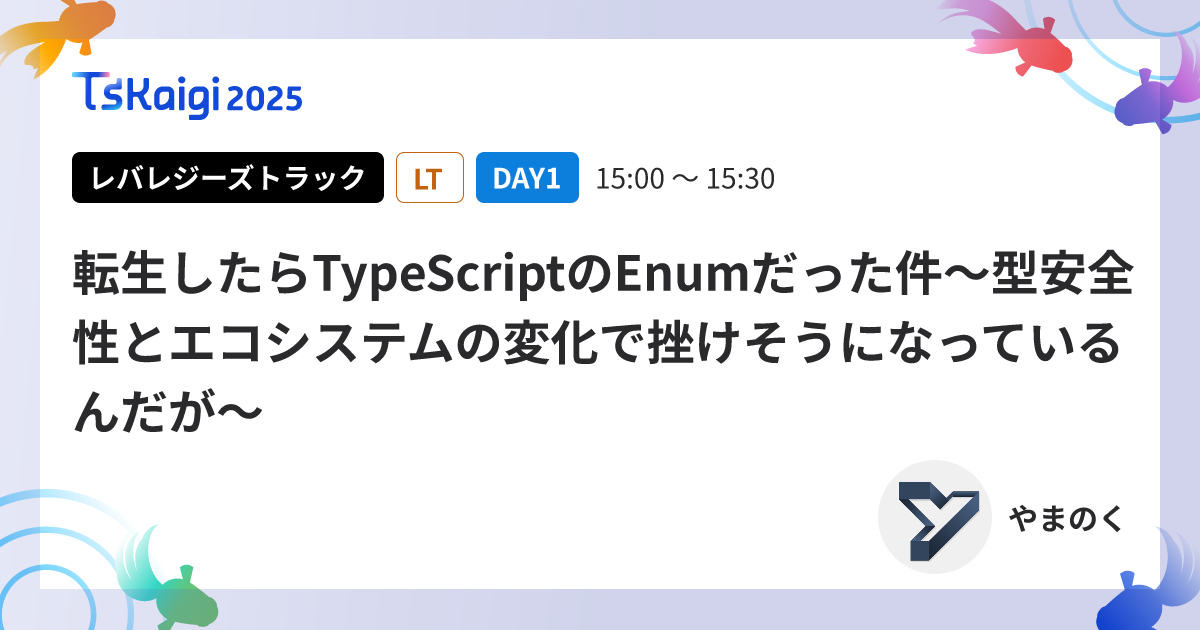 TSKaigi 2025
レバレジーズトラック LT DAY1 15:00 〜 15:30
転生したらTypeScriptのEnumだった件〜型安全
性とエコシステムの変化で挫けそうになっている
んだが〜
やまのく